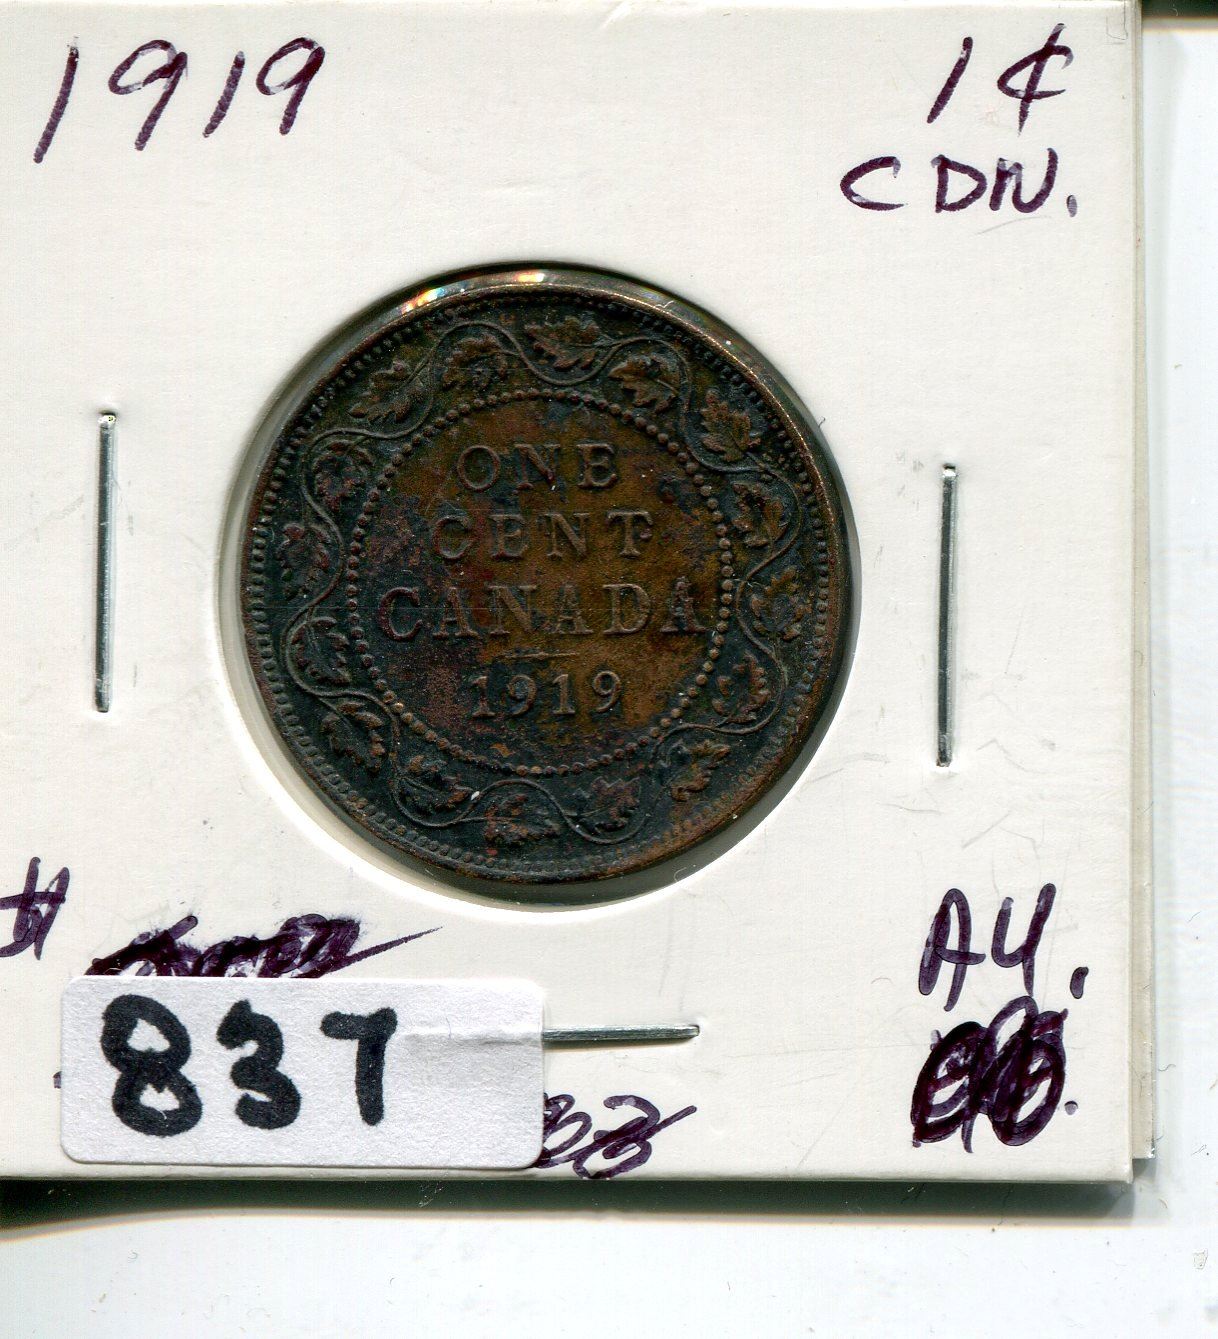 1919
1¢
CDN.
ONE
CENT
CANADA
1919
#
AU.
837